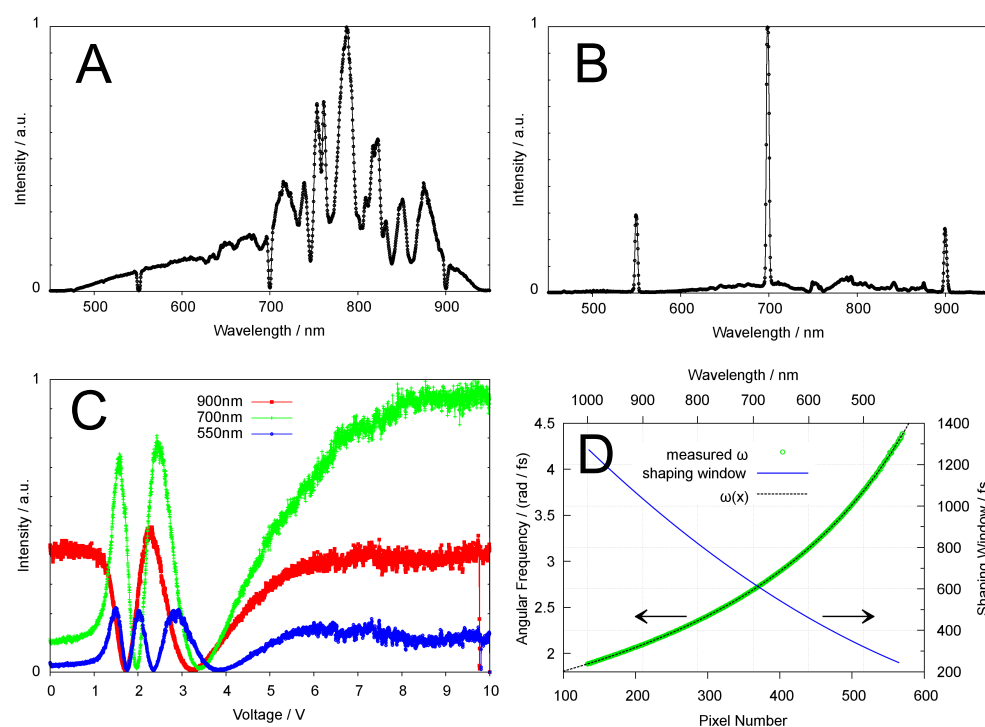 A
1
0
Intensity / a.u.
500 600 700 800 900
Wavelength / nm
B
1
0
Intensity / a.u.
500 600 700 800 900
Wavelength / nm
C
1
0
Intensity / a.u.
900nm
700nm
550nm
0 1 2 3 4 5 6 7 8 9 10
Voltage / V
D
Wavelength / nm
1000 900 800 700 600 500
4.5
4
3.5
3
2.5
2
Angular Frequency / (rad / fs)
measured ω
shaping window
ω(x)
1400
1200
1000
800
600
400
200
Shaping Window / fs
100 200 300 400 500 600
Pixel Number